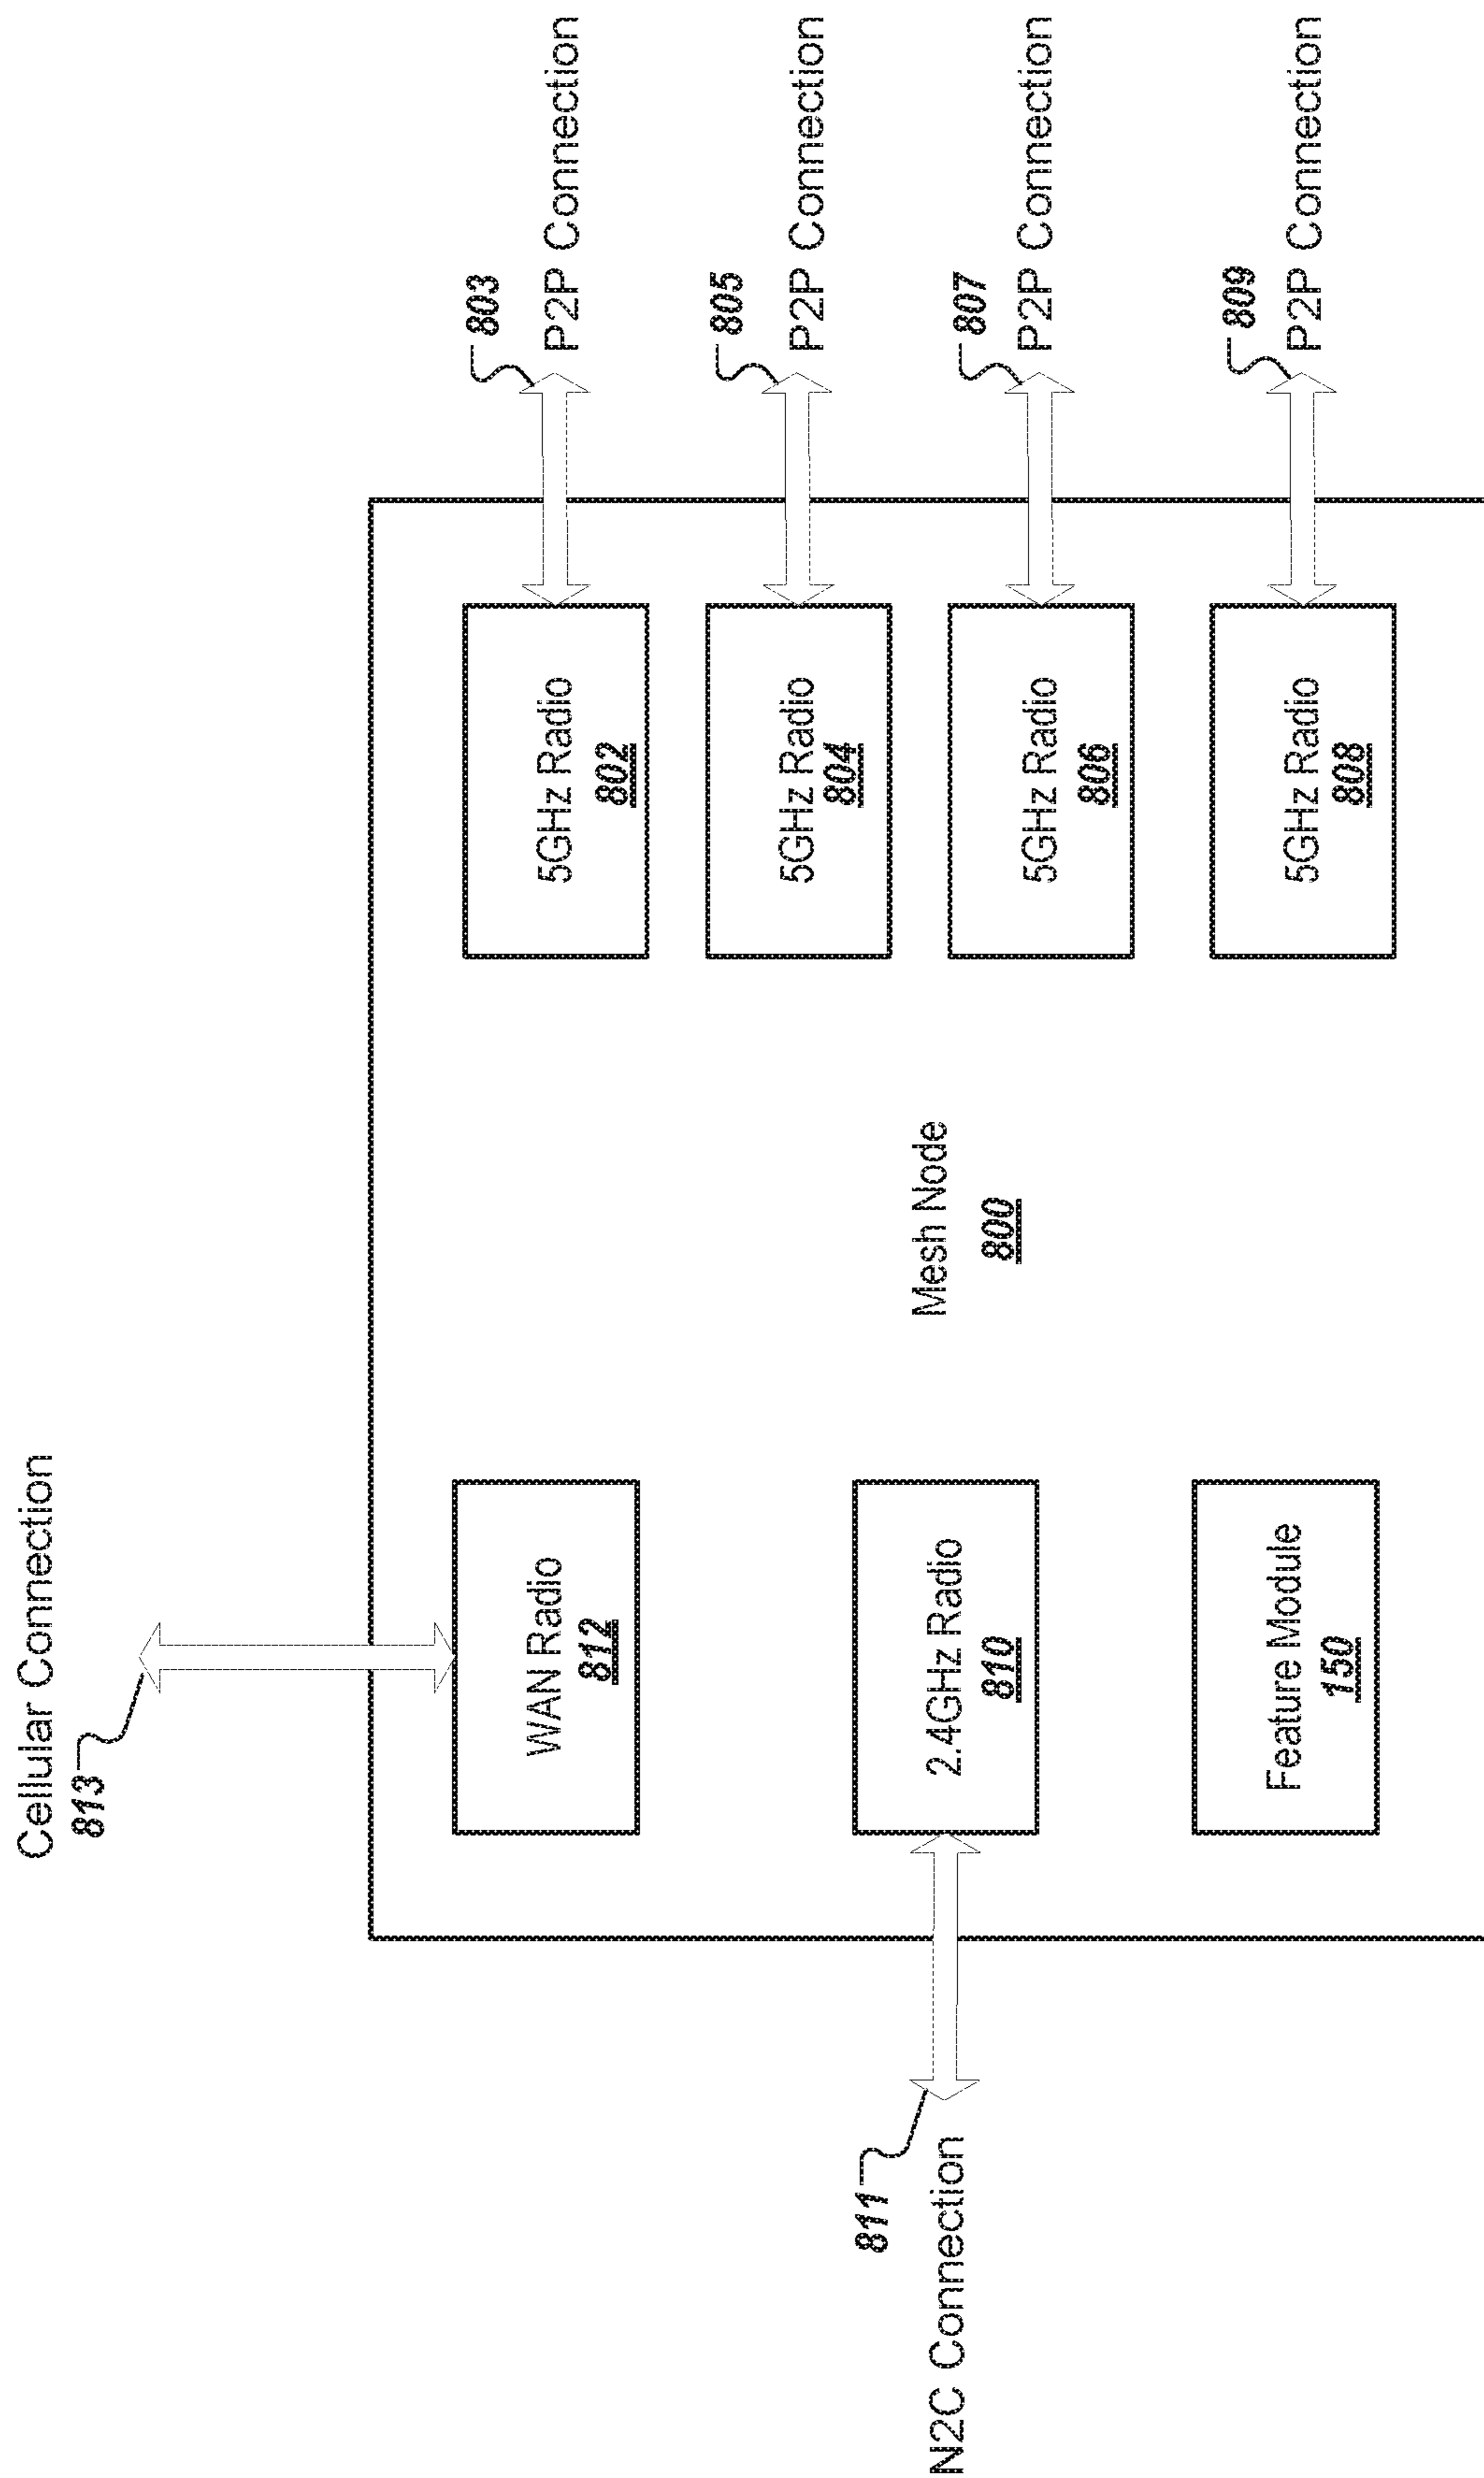 Cellular Connection
813
WAN Radio
812
5GHz Radio
802
803
P2P Connection
5GHz Radio
804
805
P2P Connection
N2C Connection
811
2.4GHz Radio
810
Mesh Node
800
5GHz Radio
806
807
P2P Connection
Feature Module
150
5GHz Radio
808
809
P2P Connection